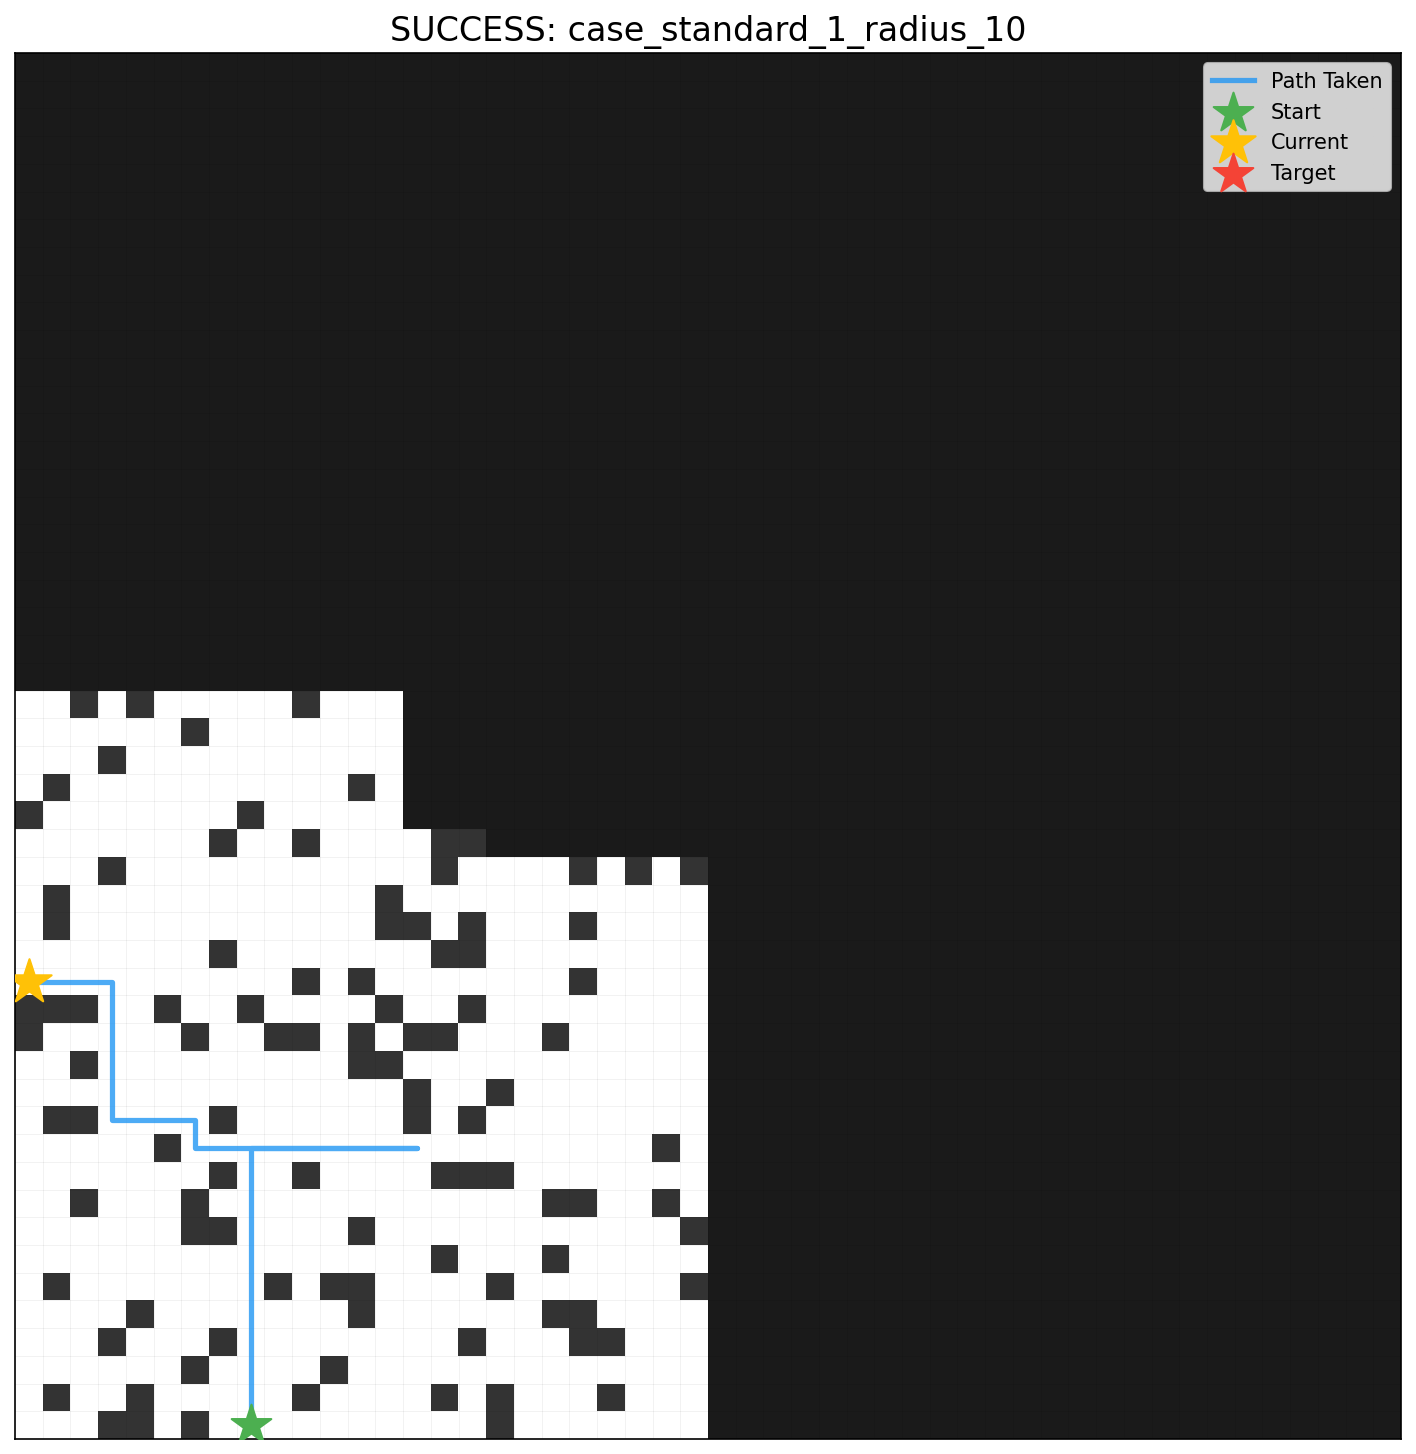 SUCCESS: case_standard_1_radius_10
Path Taken
Start
Current
Target